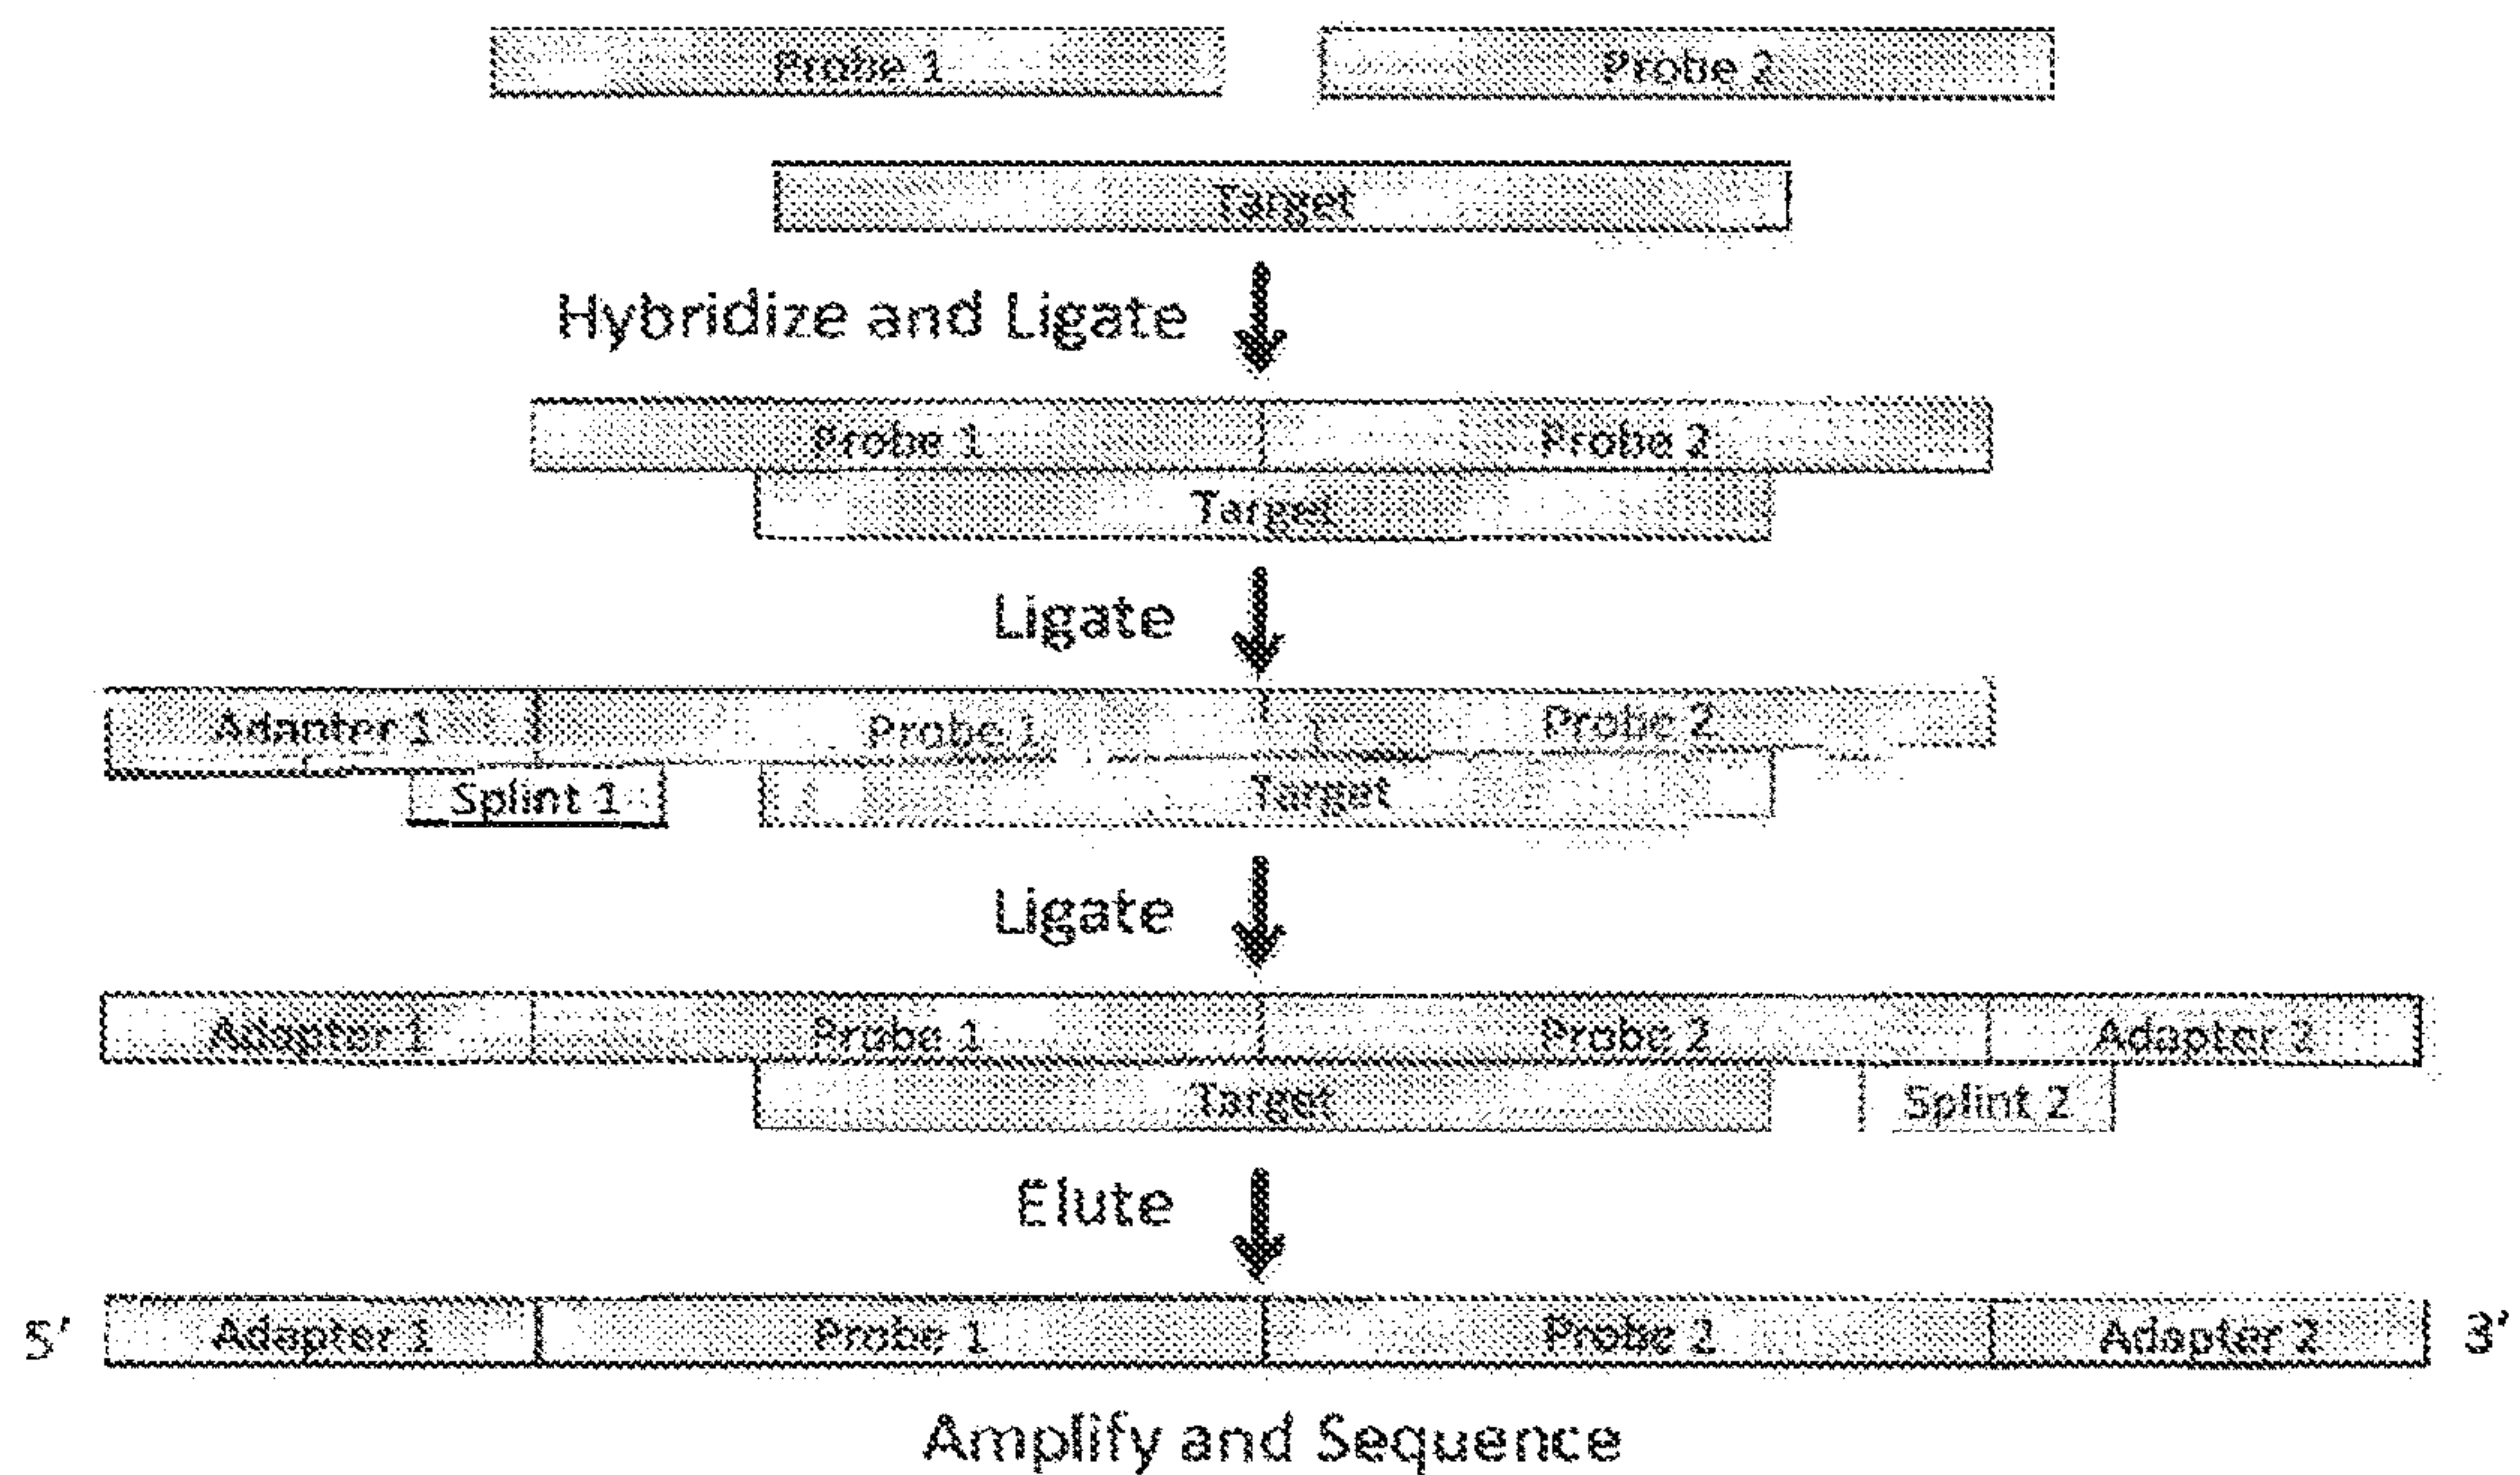 Probe 1 Probe 2
Target
Hybridize and Ligate
Probe 1 Probe 2
Target
Ligate
Adapter 1 Probe 1 Probe 2
Splint 1 Target
Ligate
Adapter 1 Probe 1 Probe 2 Adapter 2
Target Splint 2
Elute
5' Adapter 1 Probe 1 Probe 2 Adapter 2 3'
Amplify and Sequence